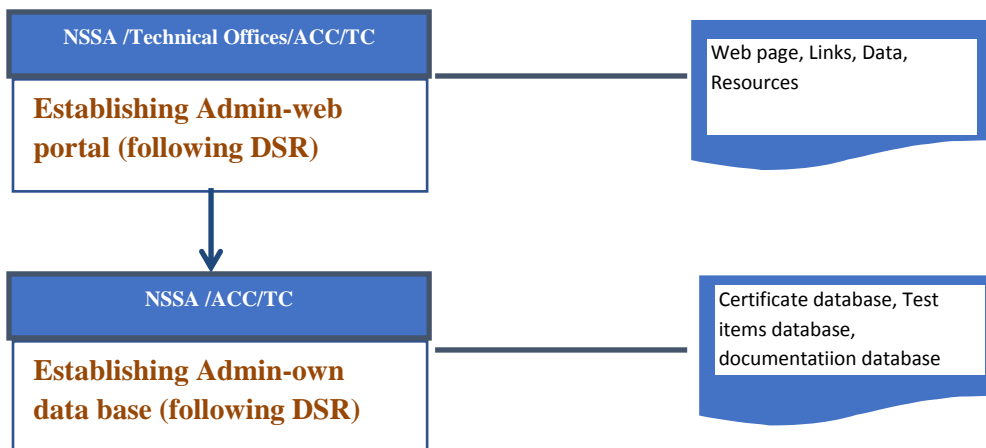 NSSA /Technical Offices/ACC/TC
Establishing Admin-web
portal (following DSR)
Web page, Links, Data,
Resources
NSSA /ACC/TC
Establishing Admin-own
data base (following DSR)
Certificate database, Test
items database,
documentatiion database